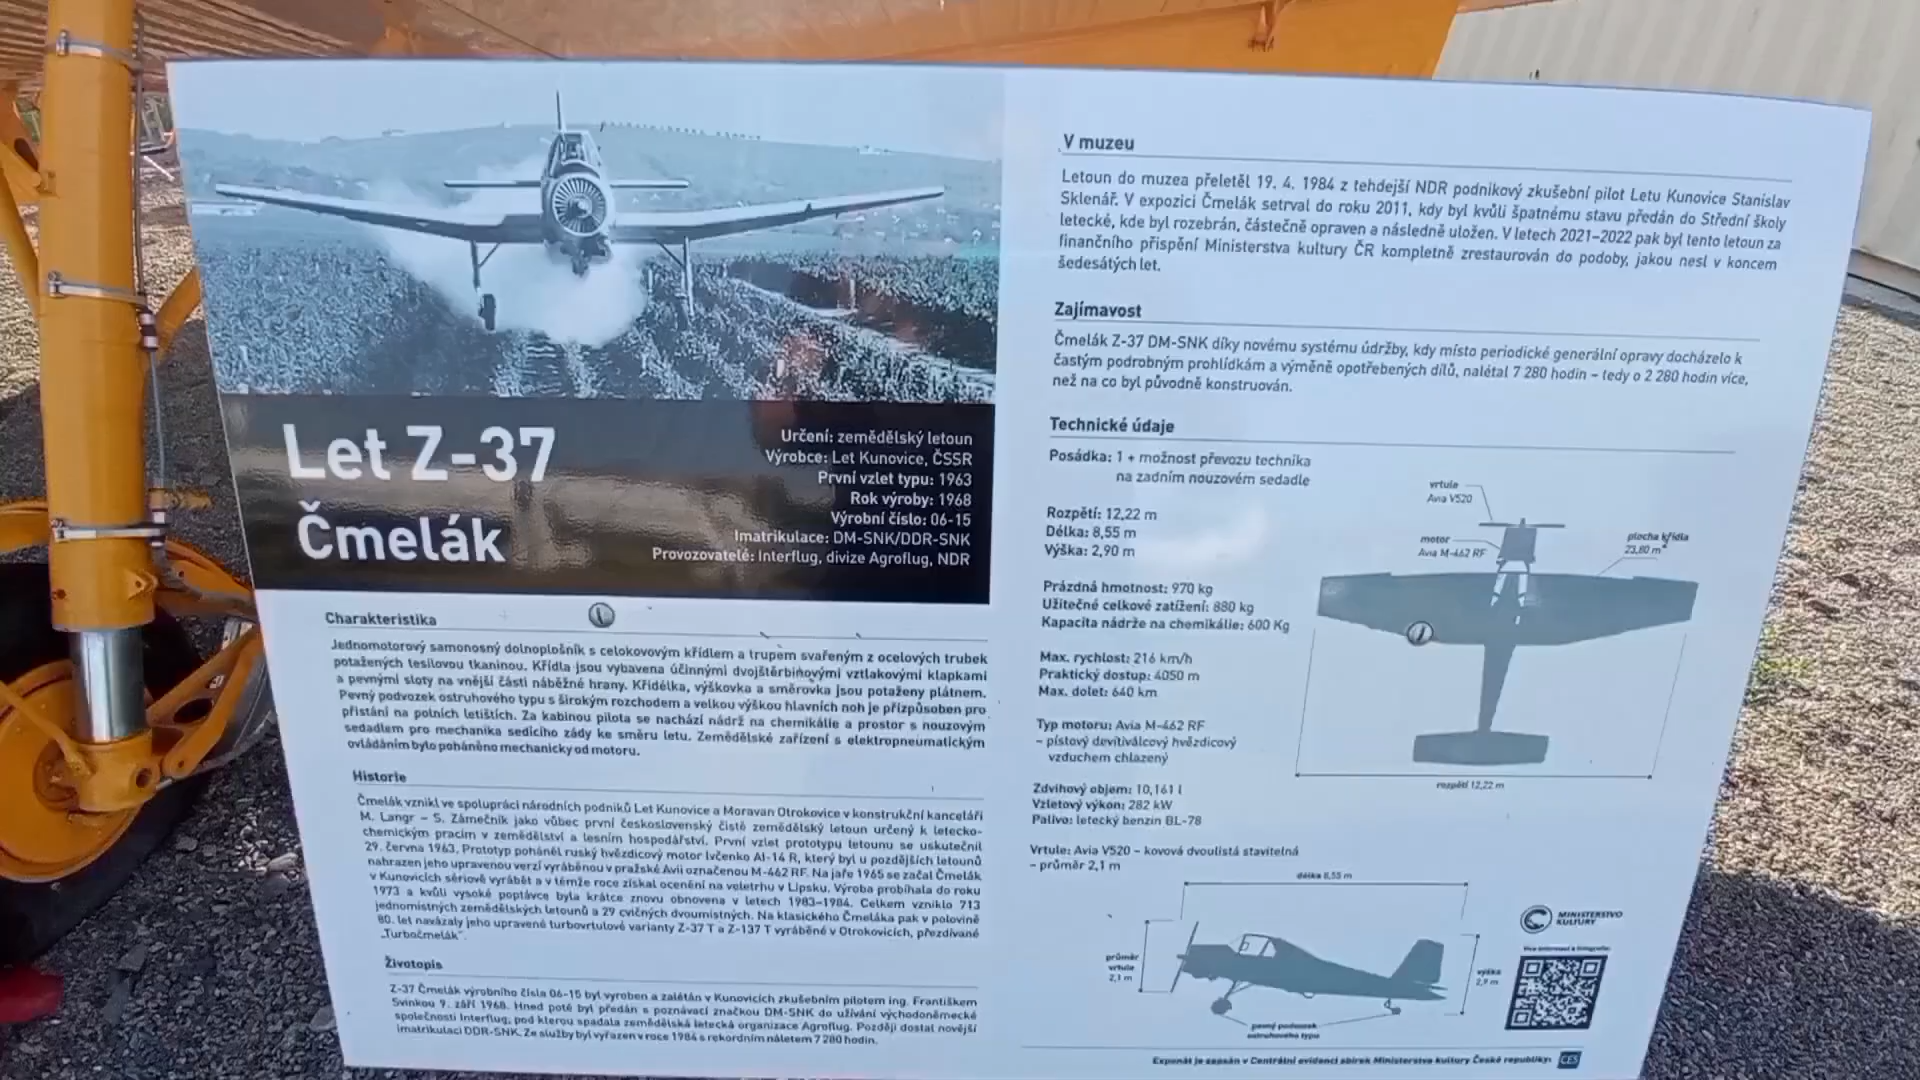 Let Z-37
Čmelák
Určení: zemědělský letoun
Výrobce: Let Kunovice, ČSSR
První vzlet typu: 1963
Rok výroby: 1968
Výrobní číslo: 06-15
Imatrikulace: DM-SNK/DDR-SNK
Provozovatelé: Interflug, divize Agroflug, NDR
Charakteristika
Jednomotorový samonosný dolnoplošník s celokovovým křídlem a trupem svařeným z ocelových trubek
potažených tesilovou tkaninou. Křídla jsou vybavena účinnými dvojštěrbinovými vztlakovými klapkami
a pevnými sloty na vnější části náběžné hrany. Křidélka, výškovka a směrovka jsou potaženy plátnem.
Pevný podvozek ostruhového typu s širokým rozchodem a velkou výškou hlavních noh je přizpůsoben pro
přistání na polních letištích. Za kabinou pilota se nachází nádrž na chemikálie a prostor s nouzovým
sedadlem pro mechanika sedícího zády ke směru letu. Zemědělské zařízení s elektropneumatickým
ovládáním bylo poháněno mechanicky od motoru.
Historie
Čmelák vznikl ve spolupráci národních podniků Let Kunovice a Moravan Otrokovice v konstrukční kanceláři
M. Langr – S. Zámečník jako vůbec první československý čistě zemědělský letoun určený k letecko-
chemickým pracím v zemědělství a lesním hospodářství. První vzlet prototypu letounu se uskutečnil
29. června 1963. Prototyp poháněl ruský hvězdicový motor Ivčenko AI-14 R, který byl u pozdějších letounů
nahrazen jeho upravenou verzí vyráběnou v pražské Avii označenou M-462 RF. Na jaře 1965 se začal Čmelák
v Kunovicích sériově vyrábět a v témže roce získal ocenění na veletrhu v Lipsku. Výroba probíhala do roku
1973 a kvůli vysoké poptávce byla krátce znovu obnovena v letech 1983–1984. Celkem vzniklo 713
jednomístných zemědělských letounů a 29 cvičných dvoumístných. Na klasického Čmeláka pak v polovině
80. let navázaly jeho upravené turbovrtulové varianty Z-37 T a Z-137 T vyráběné v Otrokovicích, přezdívané
„Turbočmelák“.
Životopis
Z-37 Čmelák výrobního čísla 06-15 byl vyroben a zalétán v Kunovicích zkušebním pilotem ing. Františkem
Svinkou 9. září 1968. Hned poté byl předán s poznávací značkou DM-SNK do užívání východoněmecké
společnosti Interflug, pod kterou spadala zemědělská letecká organizace Agroflug. Později dostal novější
imatrikulaci DDR-SNK. Ze služby byl vyřazen v roce 1984 s rekordním náletem 7 280 hodin.
V muzeu
Letoun do muzea přeletěl 19. 4. 1984 z tehdejší NDR podnikový zkušební pilot Letu Kunovice Stanislav
Sklenář. V expozici Čmelák setrval do roku 2011, kdy byl kvůli špatnému stavu předán do Střední školy
letecké, kde byl rozebrán, částečně opraven a následně uložen. V letech 2021–2022 pak byl tento letoun za
finančního přispění Ministerstva kultury ČR kompletně zrestaurován do podoby, jakou nesl v koncem
šedesátých let.
Zajímavost
Čmelák Z-37 DM-SNK díky novému systému údržby, kdy místo periodické generální opravy docházelo k
častým podrobným prohlídkám a výměně opotřebených dílů, nalétal 7 280 hodin – tedy o 2 280 hodin více,
než na co byl původně konstruován.
Technické údaje
Posádka: 1 + možnost převozu technika
na zadním nouzovém sedadle
Rozpětí: 12,22 m
Délka: 8,55 m
Výška: 2,90 m
Prázdná hmotnost: 970 kg
Užitečné celkové zatížení: 880 kg
Kapacita nádrže na chemikálie: 600 Kg
Max. rychlost: 216 km/h
Praktický dostup: 4050 m
Max. dolet: 640 km
Typ motoru: Avia M-462 RF
– pístový devítiválcový hvězdicový
vzduchem chlazený
Zdvihový objem: 10,161 l
Vzletový výkon: 282 kW
Palivo: letecký benzin BL-78
Vrtule: Avia V520 – kovová dvoulistá stavitelná
– průměr 2,1 m
vrtule
Avia V520
motor
Avia M-462 RF
plocha křídla
23,80 m²
rozpětí 12,22 m
délka 8,55 m
průměr
vrtule
2,1 m
výška
2,9 m
pevný podvozek
ostruhového typu
MINISTERSTVO
KULTURY
Více informací a fotografie:
Exponát je zapsán v Centrální evidenci sbírek Ministerstva kultury České republiky:
CES